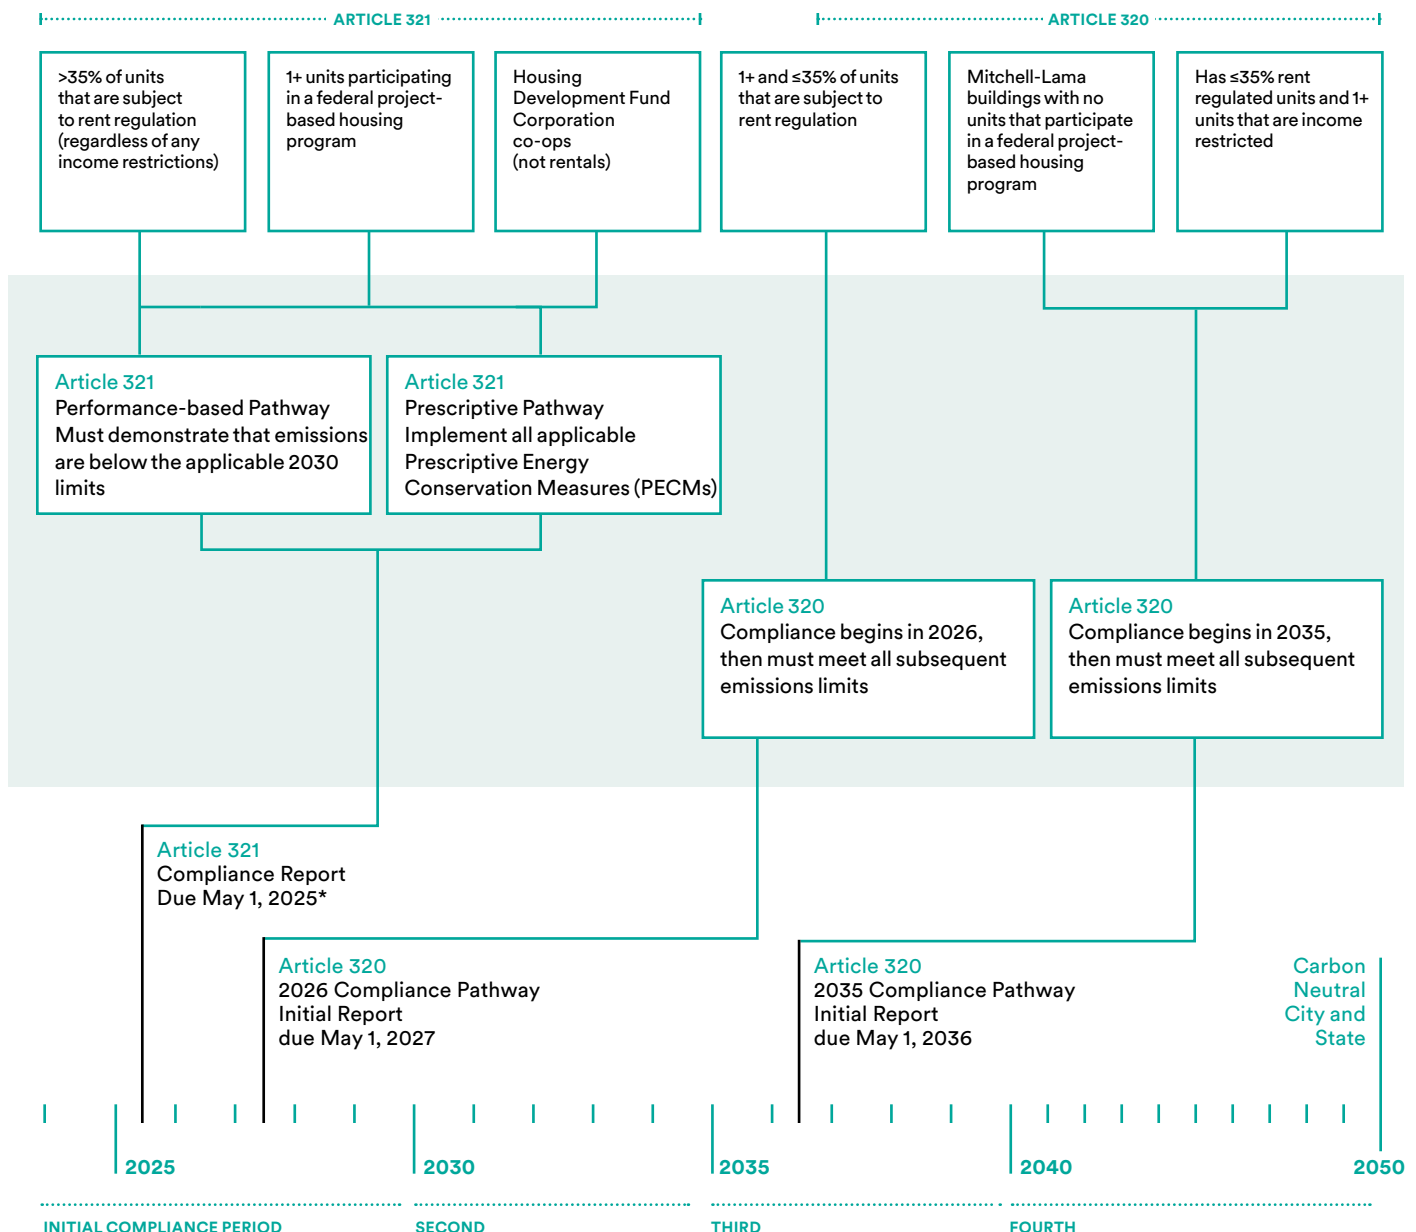 ARTICLE 321
ARTICLE 320
>35% of units
that are subject
to rent regulation
(regardless of any
income restrictions)
1+ units participating
in a federal project-
based housing
program
Housing
Development Fund
Corporation
co-ops
(not rentals)
1+ and ≤35% of units
that are subject to
rent regulation
Mitchell-Lama
buildings with no
units that participate
in a federal project-
based housing
program
Has ≤35% rent
regulated units and 1+
units that are income
restricted
Article 321
Performance-based Pathway
Must demonstrate that emissions
are below the applicable 2030
limits
Article 321
Prescriptive Pathway
Implement all applicable
Prescriptive Energy
Conservation Measures (PECMs)
Article 320
Compliance begins in 2026,
then must meet all subsequent
emissions limits
Article 320
Compliance begins in 2035,
then must meet all subsequent
emissions limits
Article 321
Compliance Report
Due May 1, 2025*
Article 320
2026 Compliance Pathway
Initial Report
due May 1, 2027
Article 320
2035 Compliance Pathway
Initial Report
due May 1, 2036
Carbon
Neutral
City and
State
2025
2030
2035
2040
2050
INITIAL COMPLIANCE PERIOD
SECOND
THIRD
FOURTH